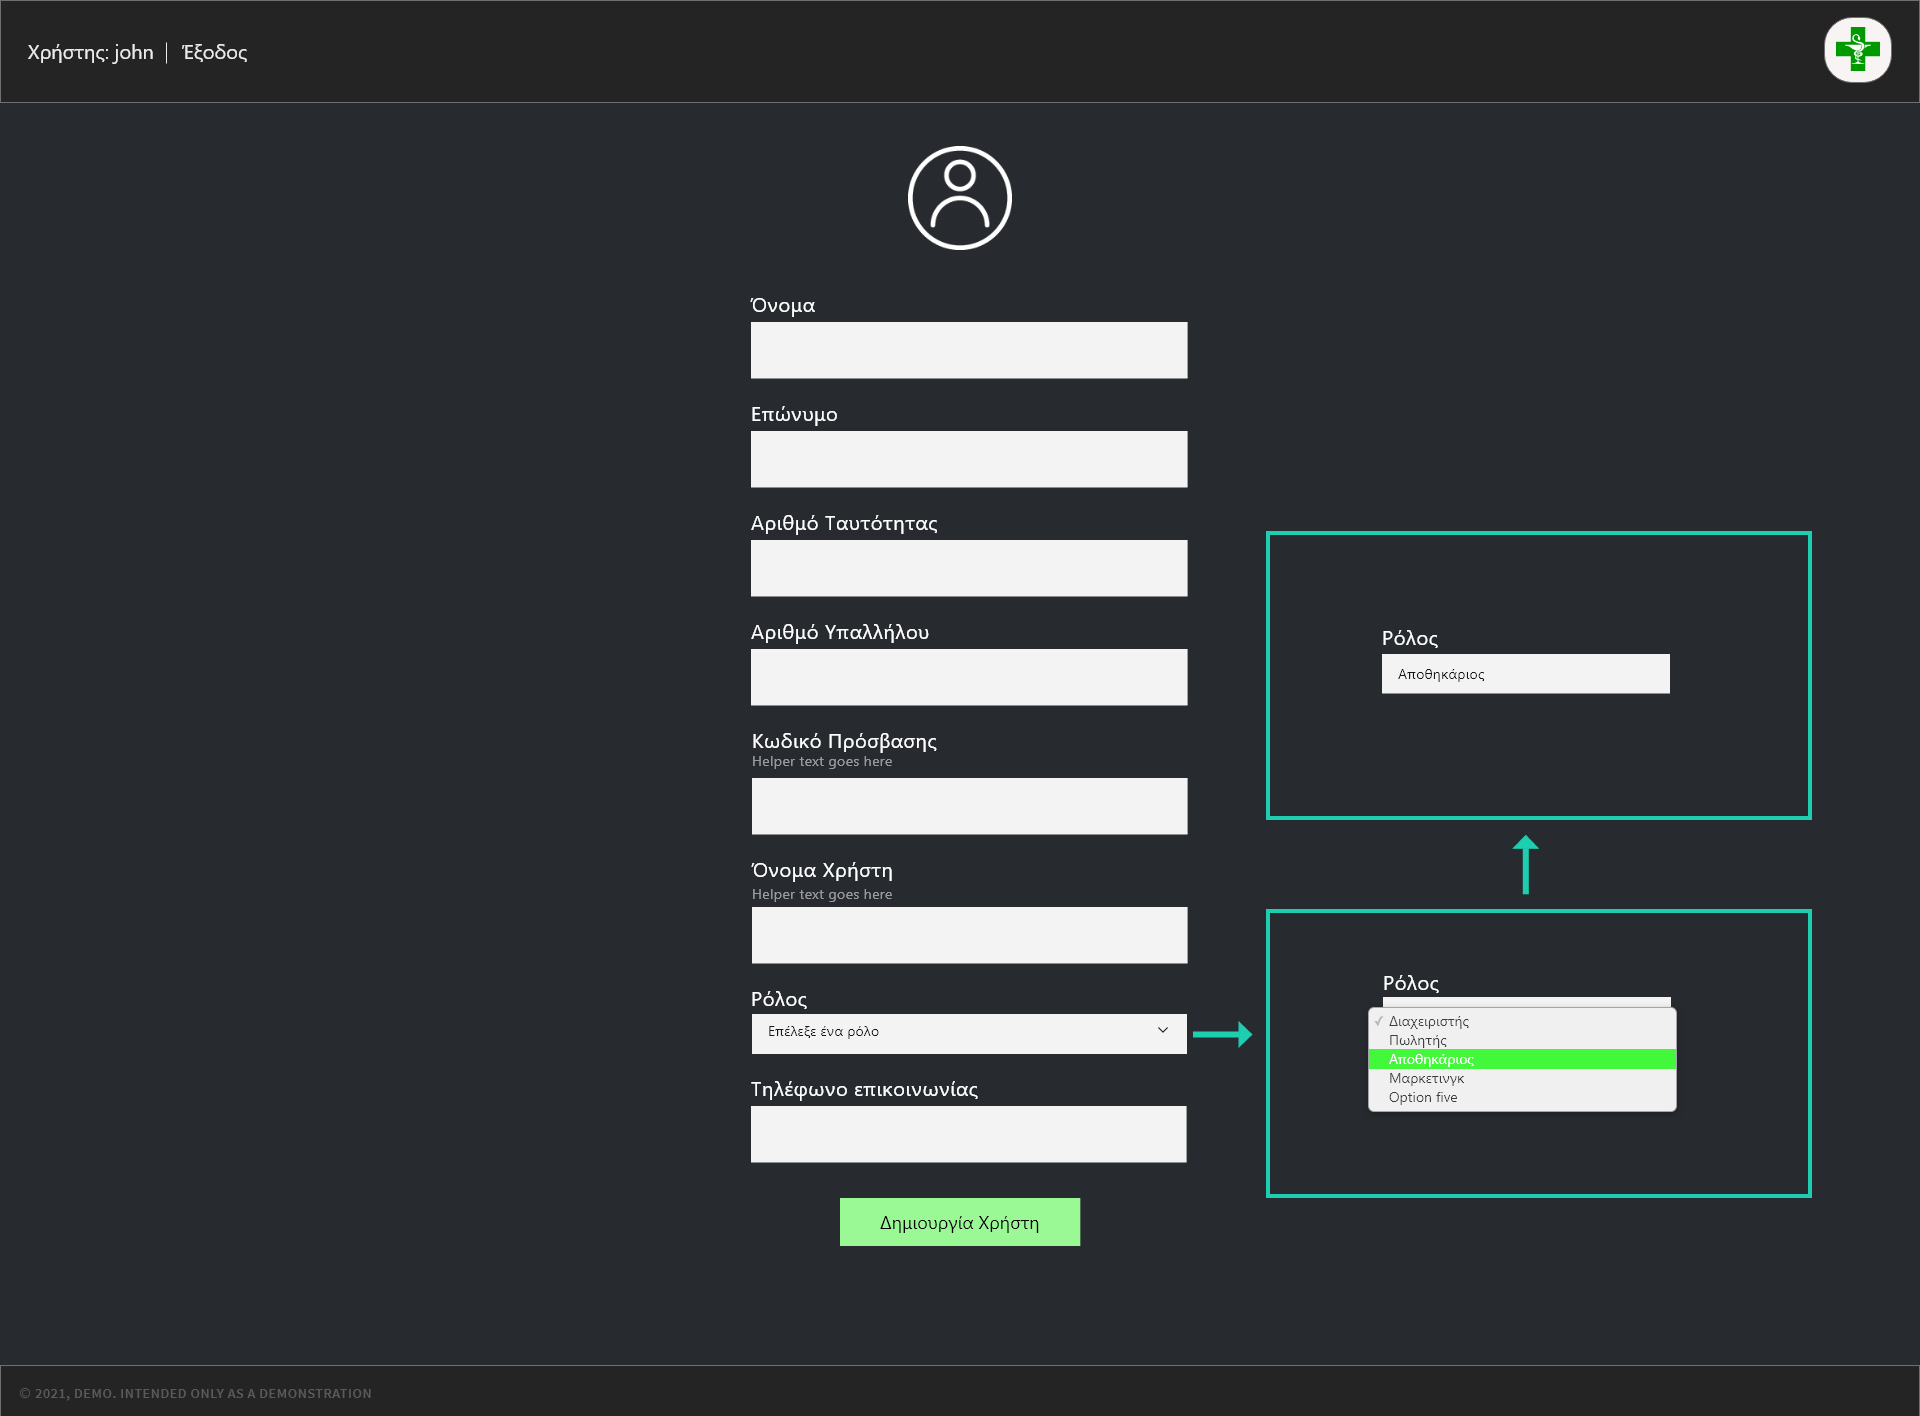 Χρήστης: john | Έξοδος
Όνομα
Επώνυμο
Αριθμό Ταυτότητας
Αριθμό Υπαλλήλου
Κωδικό Πρόσβασης
Helper text goes here
Όνομα Χρήστη
Helper text goes here
Ρόλος
Επέλεξε ένα ρόλο
Τηλέφωνο επικοινωνίας
Δημιουργία Χρήστη
Ρόλος
Αποθηκάριος
Ρόλος
✓ Διαχειριστής
Πωλητής
Αποθηκάριος
Μαρκετινγκ
Option five
© 2021, DEMO. INTENDED ONLY AS A DEMONSTRATION